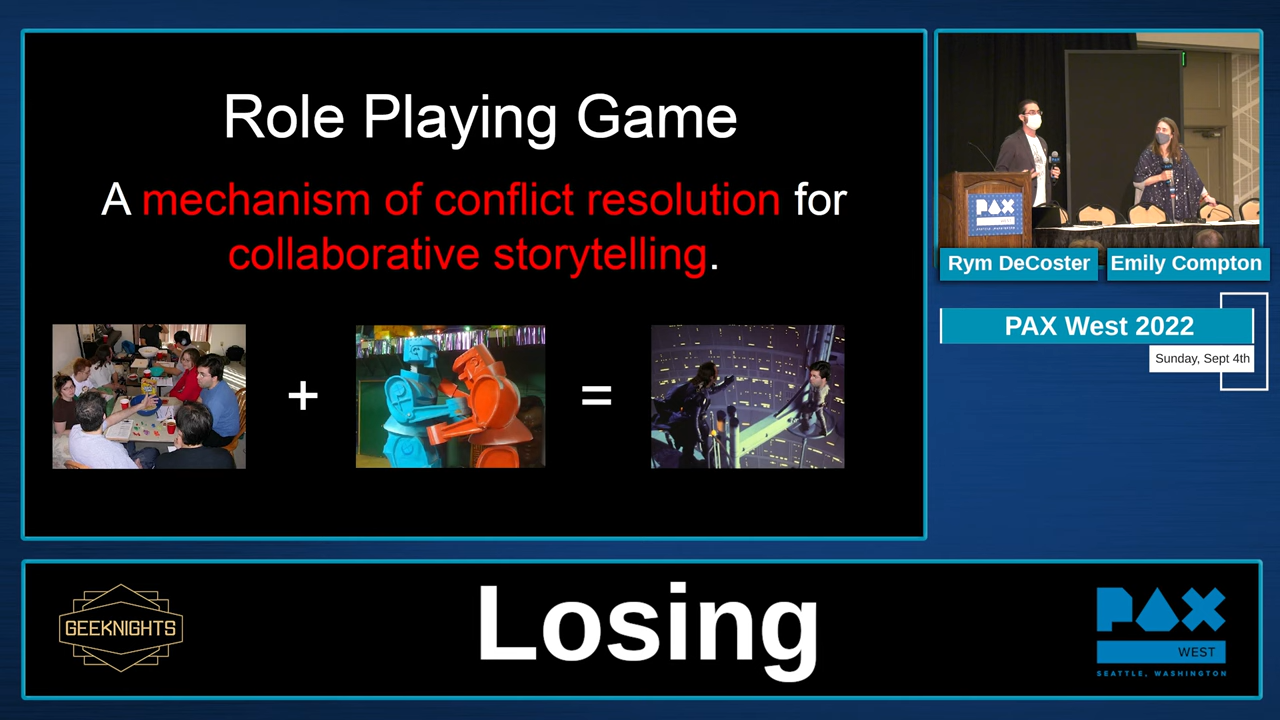 Role Playing Game
A mechanism of conflict resolution for
collaborative storytelling.
+
=
PAX
Rym DeCoster
Emily Compton
PAX West 2022
Sunday, Sept 4th
GEEKNIGHTS
Losing
PAX
WEST
SEATTLE, WASHINGTON